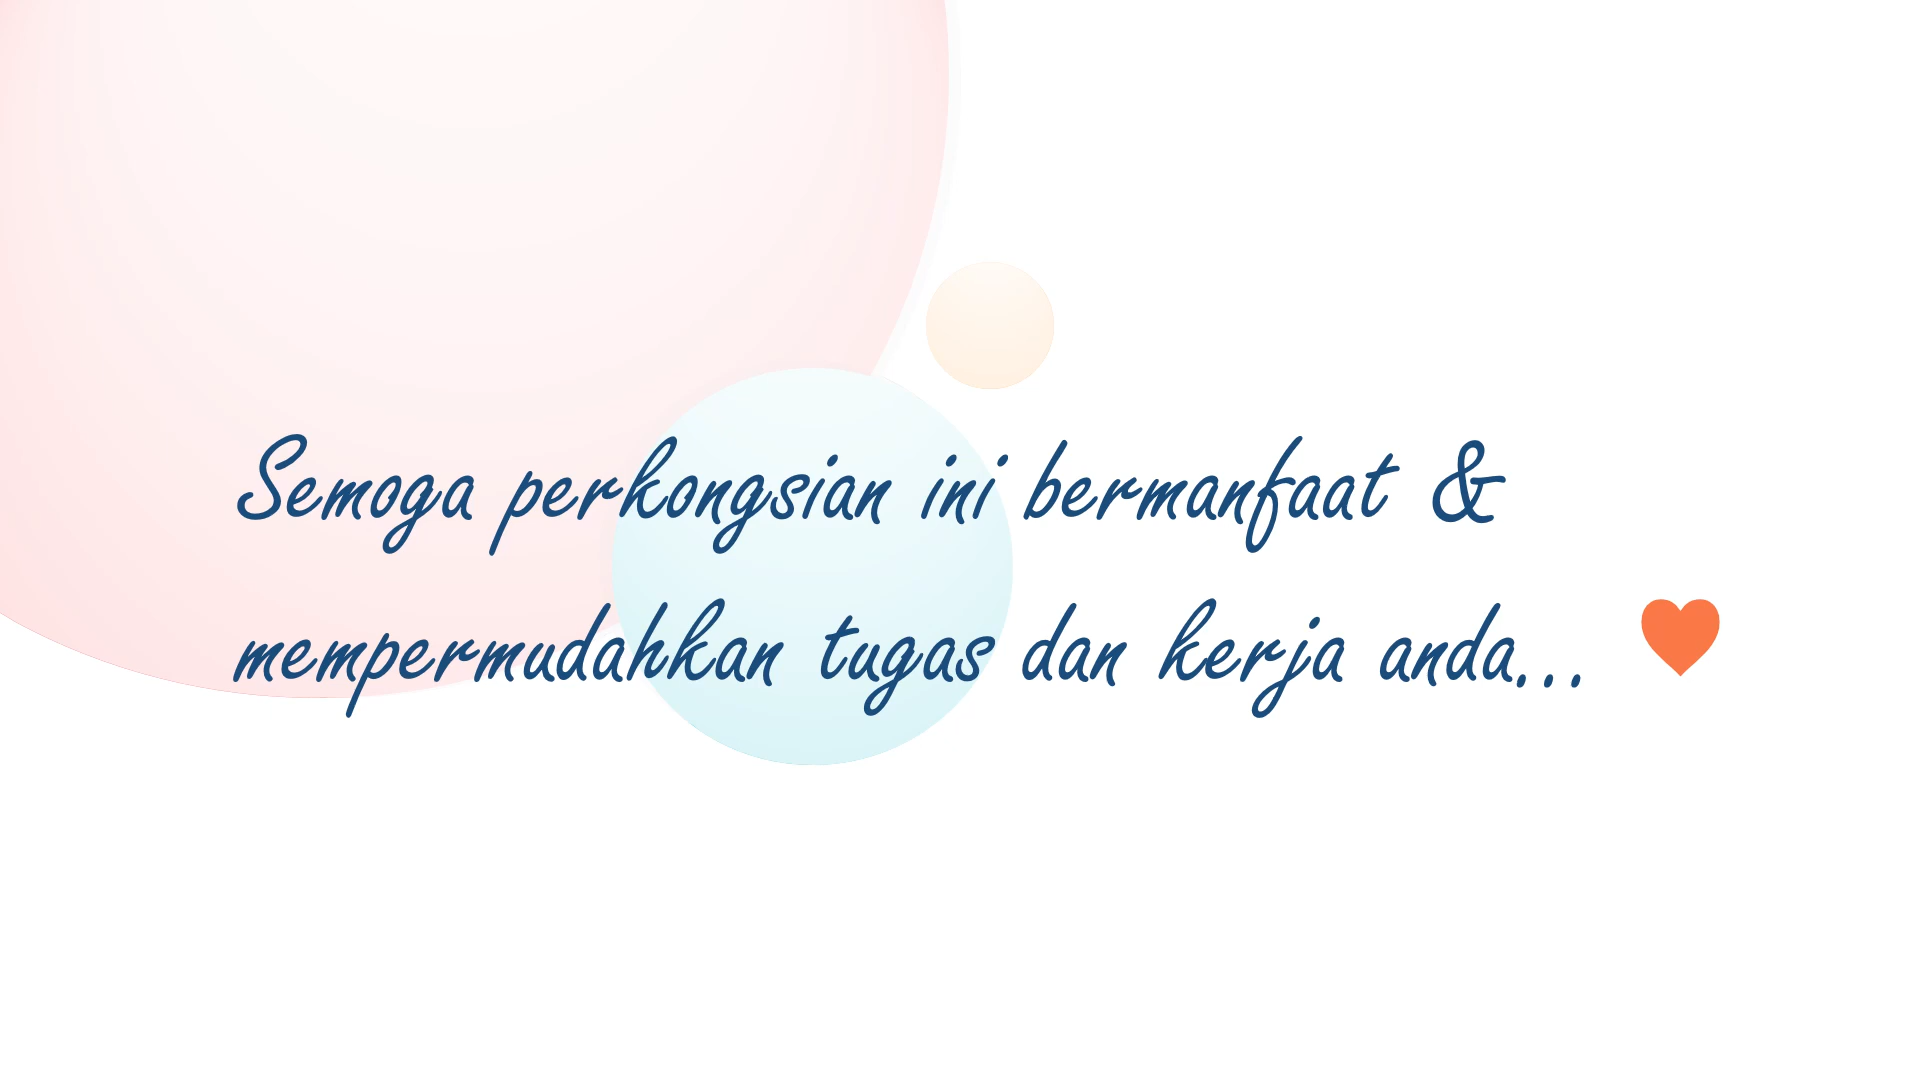 Semoga perkongsian ini bermanfaat &
mempermudahkan tugas dan kerja anda...